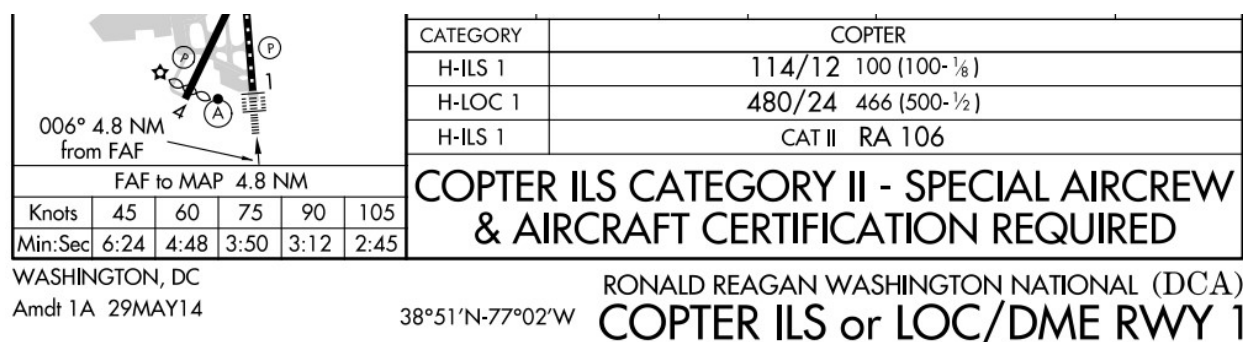 P
P
1
4
A
006° 4.8 NM
from FAF
FAF to MAP 4.8 NM
Knots 45 60 75 90 105
Min:Sec 6:24 4:48 3:50 3:12 2:45
CATEGORY COPTER
H-ILS 1 114/12 100 (100-⅛)
H-LOC 1 480/24 466 (500-½)
H-ILS 1 CAT II RA 106
COPTER ILS CATEGORY II - SPECIAL AIRCREW
& AIRCRAFT CERTIFICATION REQUIRED
WASHINGTON, DC
Amdt 1A 29MAY14
38°51'N-77°02'W
RONALD REAGAN WASHINGTON NATIONAL (DCA)
COPTER ILS or LOC/DME RWY 1